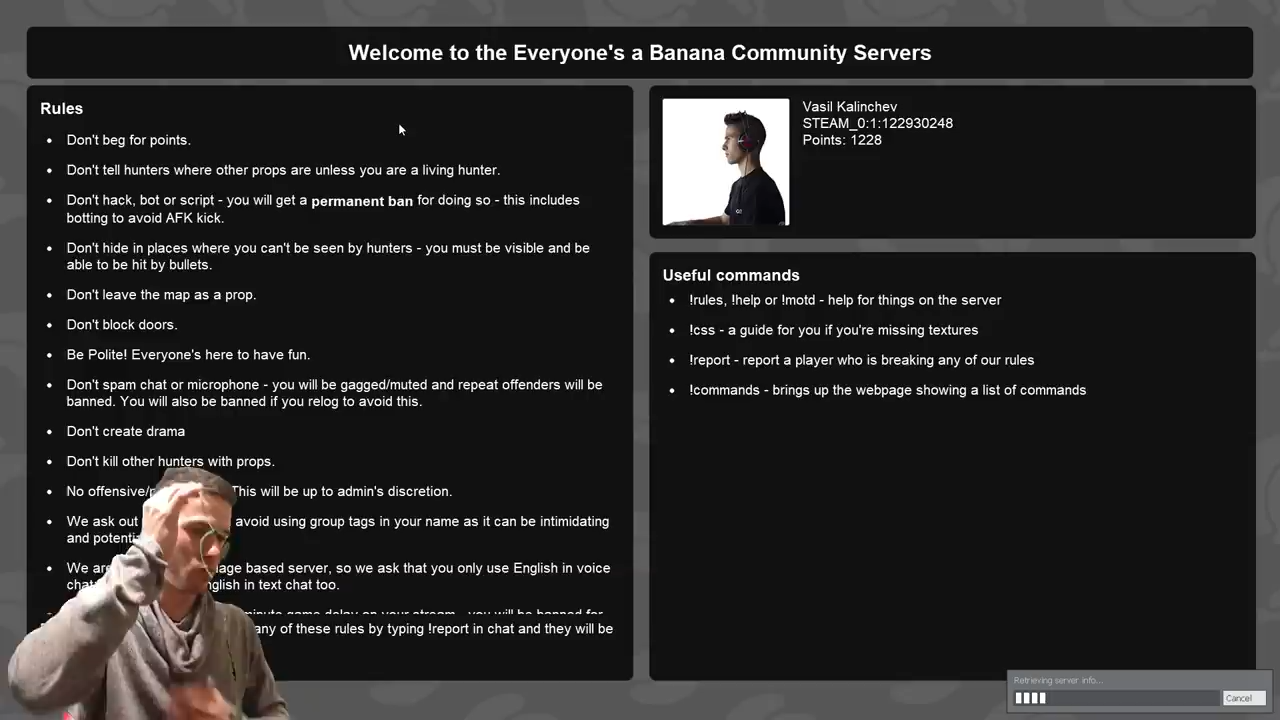 Welcome to the Everyone's a Banana Community Servers
Rules
Don't beg for points.
Don't tell hunters where other props are unless you are a living hunter.
Don't hack, bot or script - you will get a permanent ban for doing so - this includes
botting to avoid AFK kick.
Don't hide in places where you can't be seen by hunters - you must be visible and be
able to be hit by bullets.
Don't leave the map as a prop.
Don't block doors.
Be Polite! Everyone's here to have fun.
Don't spam chat or microphone - you will be gagged/muted and repeat offenders will be
banned. You will also be banned if you relog to avoid this.
Don't create drama
Don't kill other hunters with props.
No offensive/ This will be up to admin's discretion.
We ask out avoid using group tags in your name as it can be intimidating
and
We based server, so we ask that you only use English in voice
in text chat too.
game delay on your stream - you will be banned for
any of these rules by typing !report in chat and they will be
Vasil Kalinchev
STEAM_0:1:122930248
Points: 1228
Useful commands
!rules, !help or !motd - help for things on the server
!css - a guide for you if you're missing textures
!report - report a player who is breaking any of our rules
!commands - brings up the webpage showing a list of commands
Retrieving server info...
Cancel